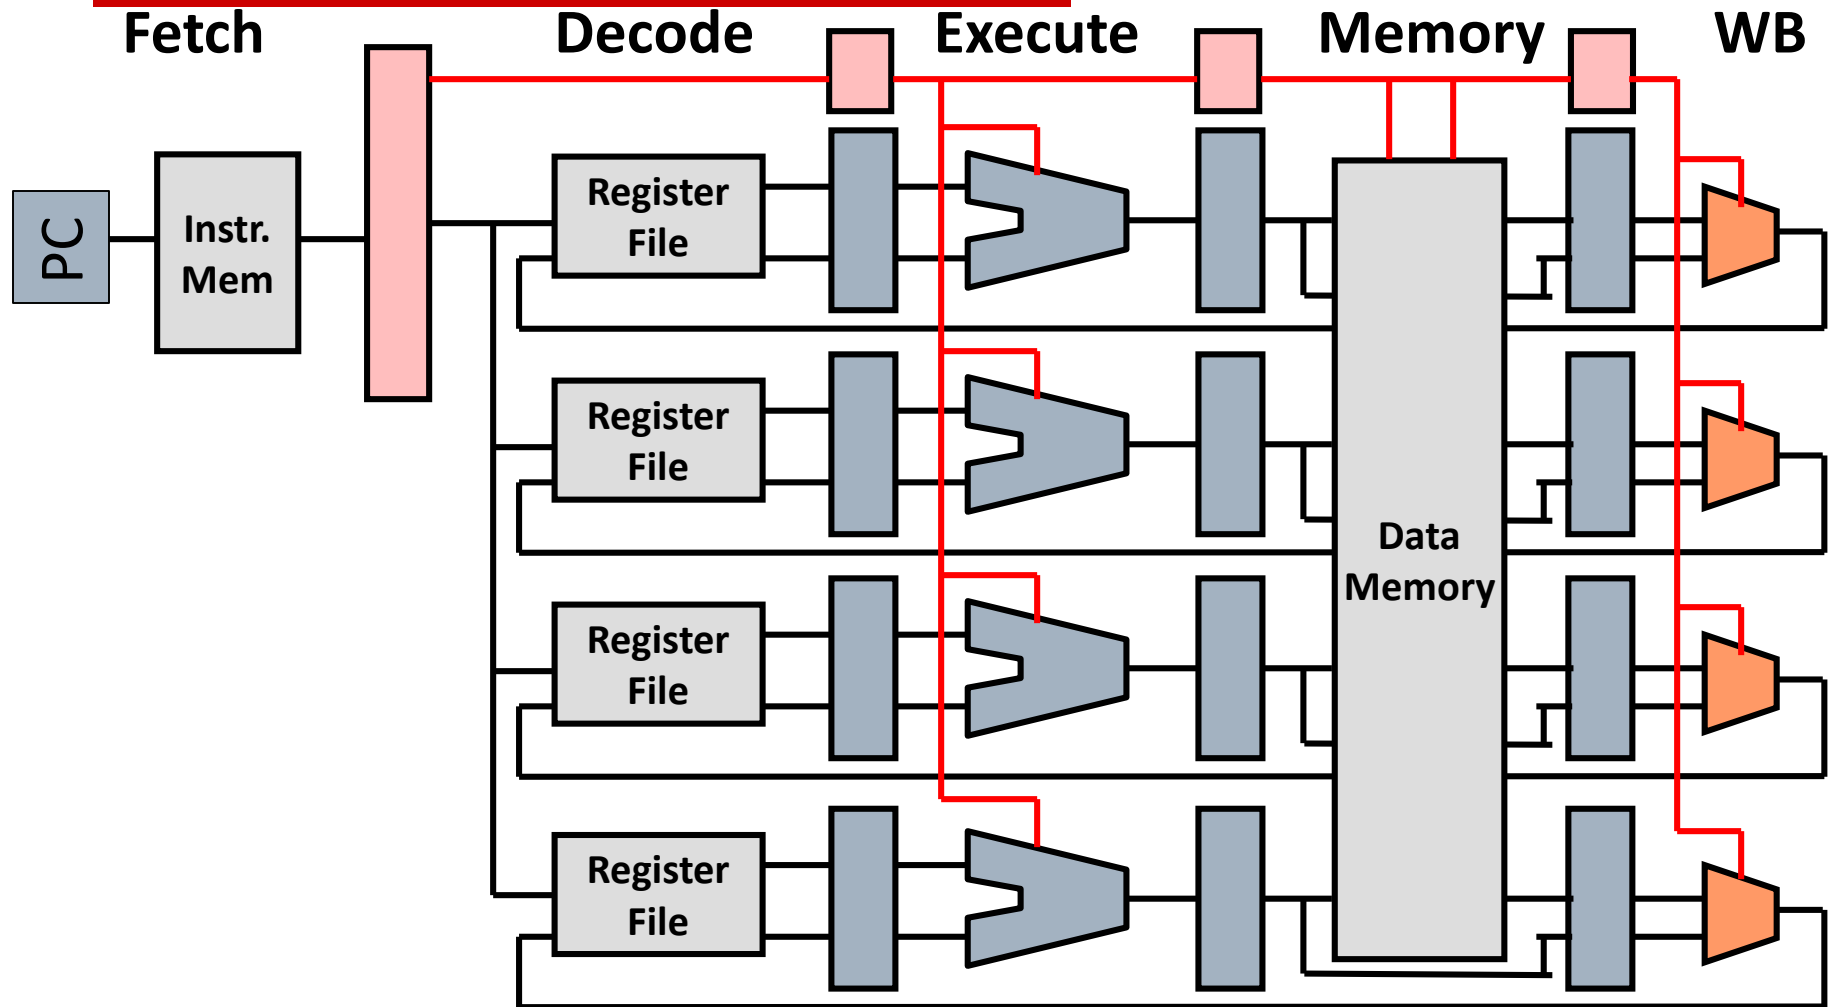 Fetch
Decode
Execute
Memory
WB
PC
Instr.
Mem
Register
File
Register
File
Register
File
Register
File
Data
Memory